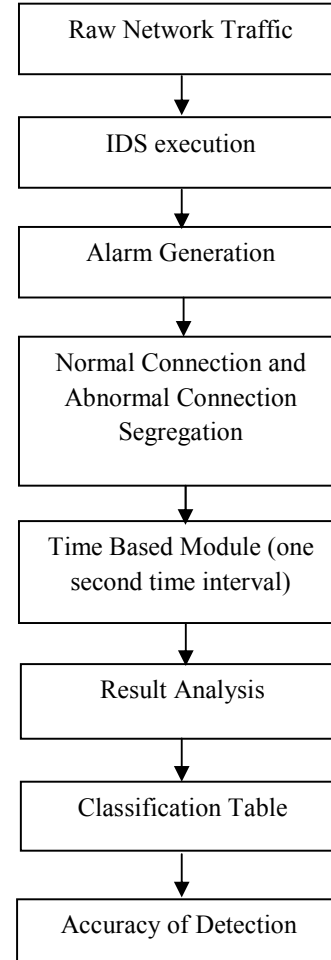 Raw Network Traffic
IDS execution
Alarm Generation
Normal Connection and
Abnormal Connection
Segregation
Time Based Module (one
second time interval)
Result Analysis
Classification Table
Accuracy of Detection